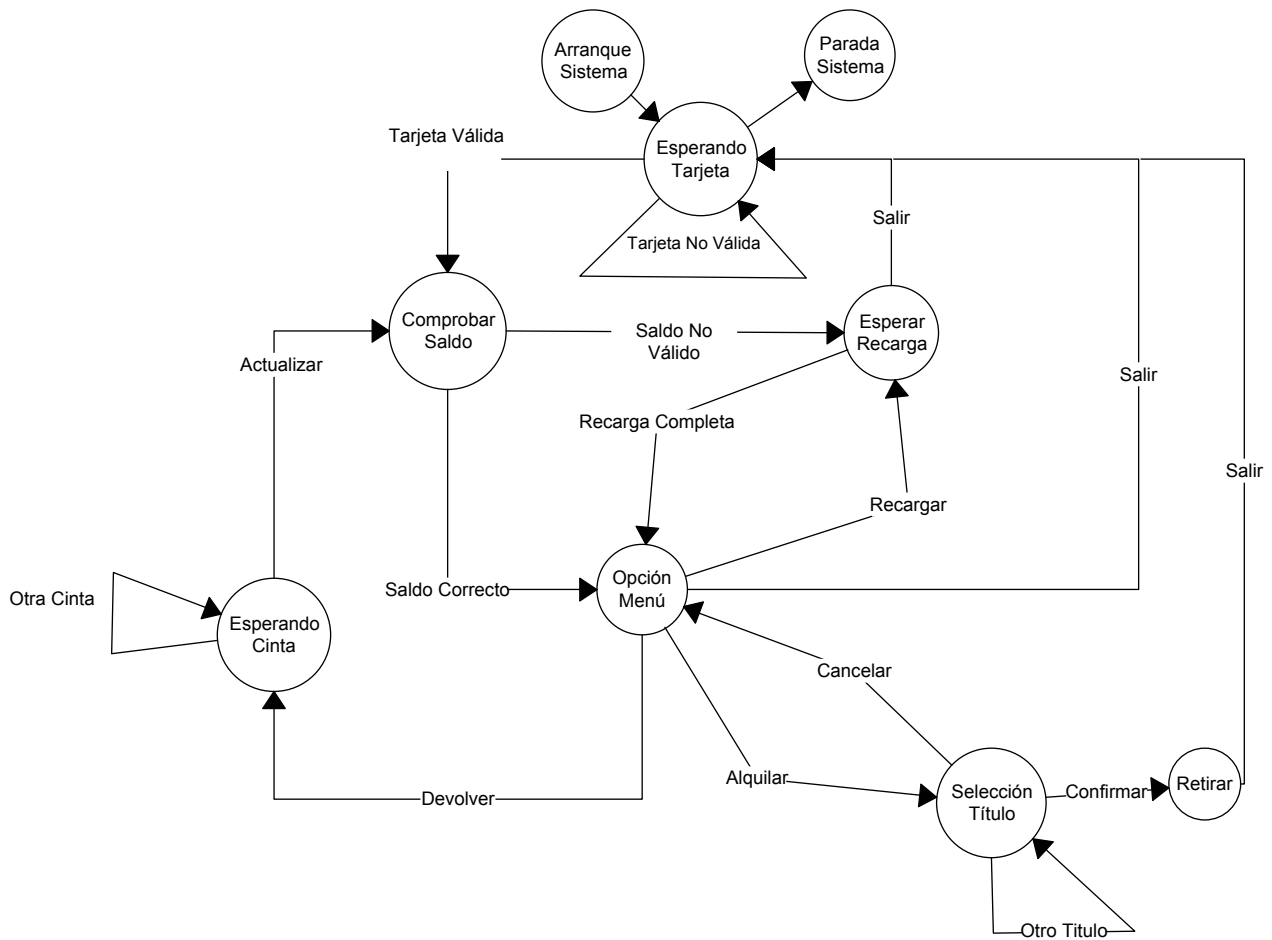 Arranque
Sistema
Parada
Sistema
Tarjeta Válida
Esperando
Tarjeta
Salir
Tarjeta No Válida
Comprobar
Saldo
Saldo No
Válido
Esperar
Recarga
Actualizar
Salir
Recarga Completa
Salir
Recargar
Opción
Menú
Saldo Correcto
Otra Cinta
Esperando
Cinta
Cancelar
Alquilar
Devolver
Selección
Título
Confirmar
Retirar
Otro Titulo